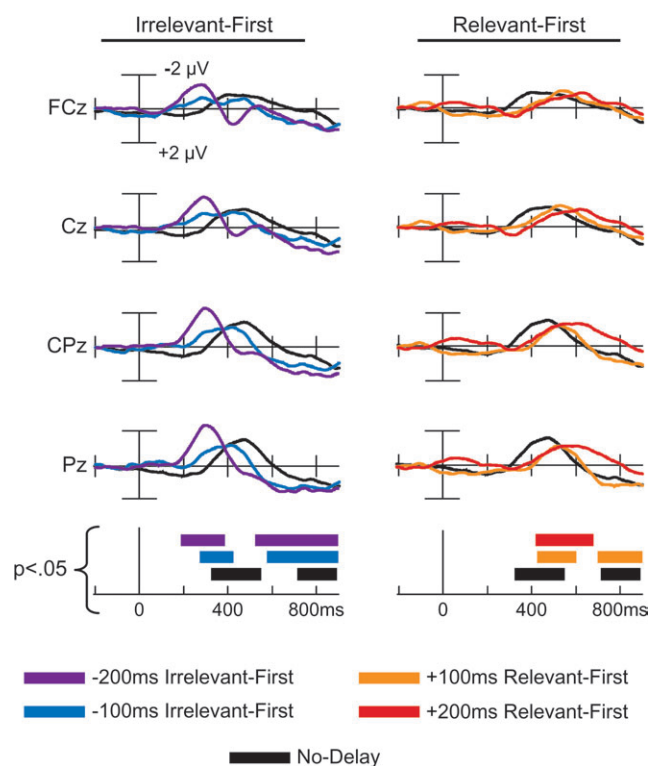 Irrelevant-First Relevant-First
-2 µV
FCz
+2 µV
Cz
CPz
Pz
p<.05
0 400 800ms 0 400 800ms
-200ms Irrelevant-First +100ms Relevant-First
-100ms Irrelevant-First +200ms Relevant-First
No-Delay